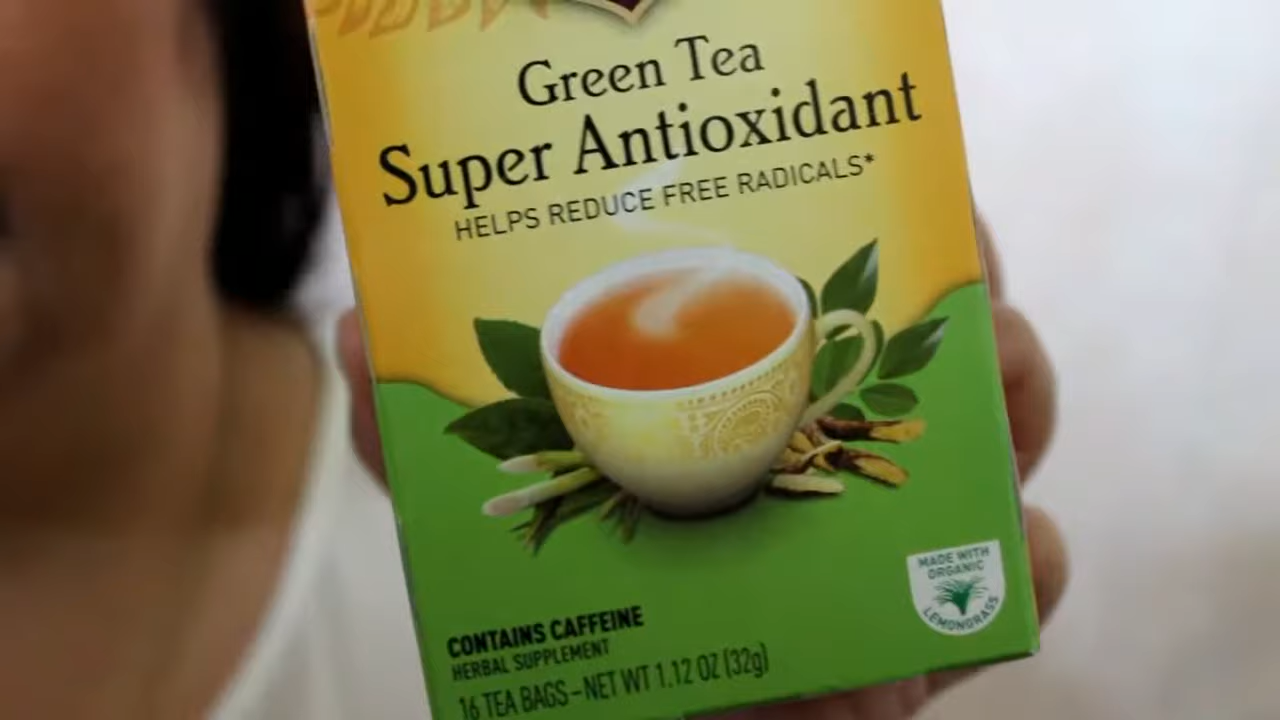 Green Tea
Super Antioxidant
HELPS REDUCE FREE RADICALS*
MADE WITH
ORGANIC
LEMONGRASS
CONTAINS CAFFEINE
HERBAL SUPPLEMENT
16 TEA BAGS–NET WT 1.12 OZ (32g)